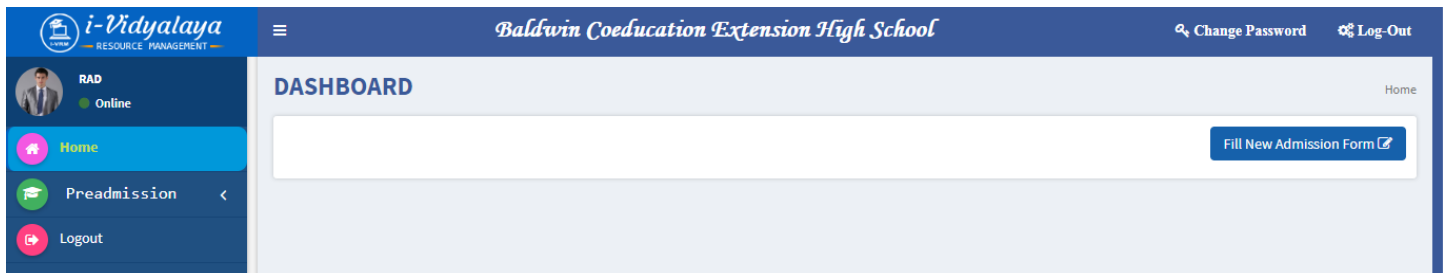 i-Vidyalaya
RESOURCE MANAGEMENT
i-VRM
Baldwin Coeducation Extension High School
Change Password
Log-Out
RAD
Online
DASHBOARD
Home
Home
Fill New Admission Form
Preadmission
Logout